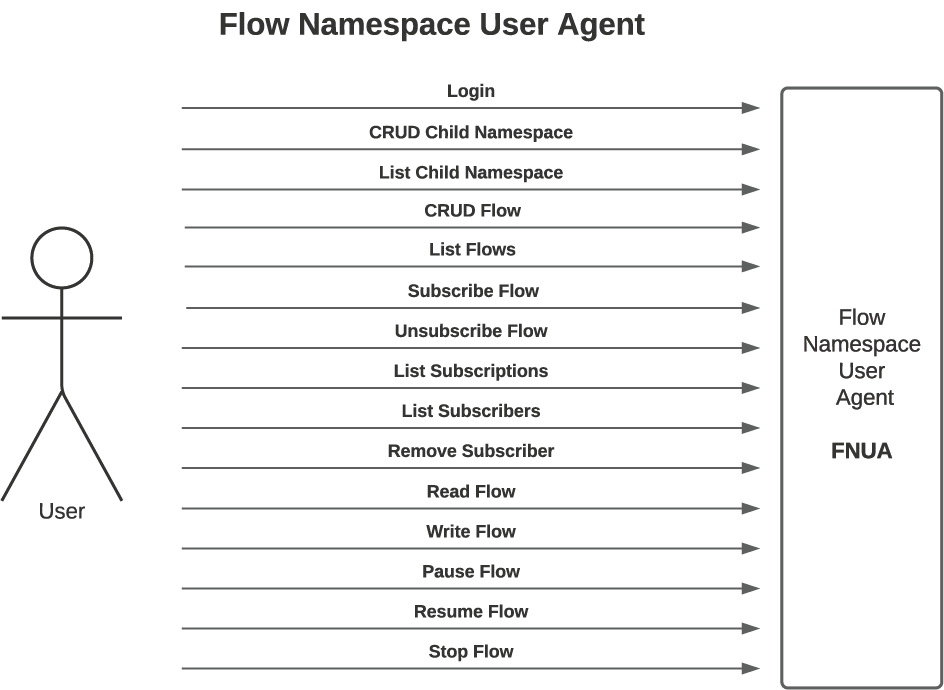 Flow Namespace User Agent
Login
CRUD Child Namespace
List Child Namespace
CRUD Flow
List Flows
Subscribe Flow
Unsubscribe Flow
List Subscriptions
List Subscribers
Remove Subscriber
Read Flow
Write Flow
Pause Flow
Resume Flow
Stop Flow
User
Flow
Namespace
User
Agent
FNUA